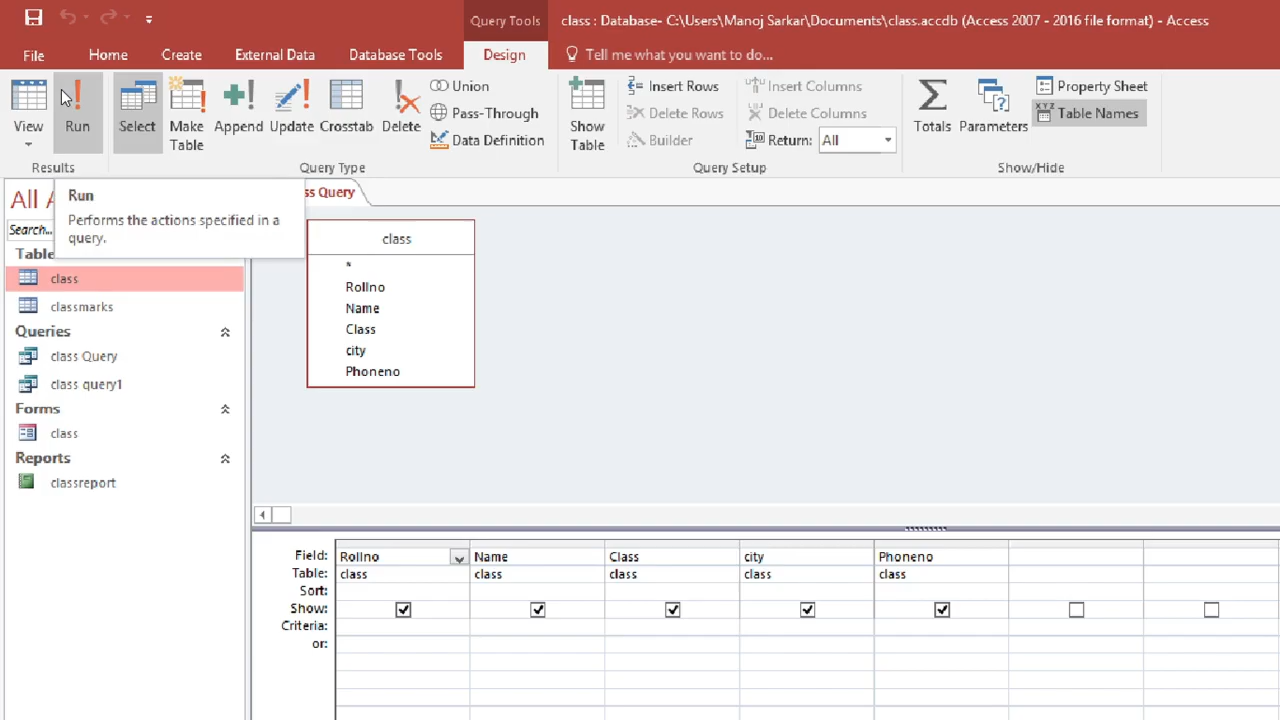 Query Tools
class : Database- C:\Users\Manoj Sarkar\Documents\class.accdb (Access 2007 - 2016 file format) - Access
File Home Create External Data Database Tools Design Tell me what you want to do...
View
Run
Select
Make Table
Append
Update
Crosstab
Delete
Union
Pass-Through
Data Definition
Show Table
Insert Rows
Delete Rows
Builder
Insert Columns
Delete Columns
Return: All
Totals
Parameters
Property Sheet
XYZ Table Names
Results Query Type Query Setup Show/Hide
Run
Performs the actions specified in a
query.
All
Search...
class
classmarks
Queries
class Query
class query1
Forms
class
Reports
classreport
ss Query
class
*
Rollno
Name
Class
city
Phoneno
Field: Rollno Name Class city Phoneno
Table: class class class class class
Sort:
Show:
Criteria:
or: